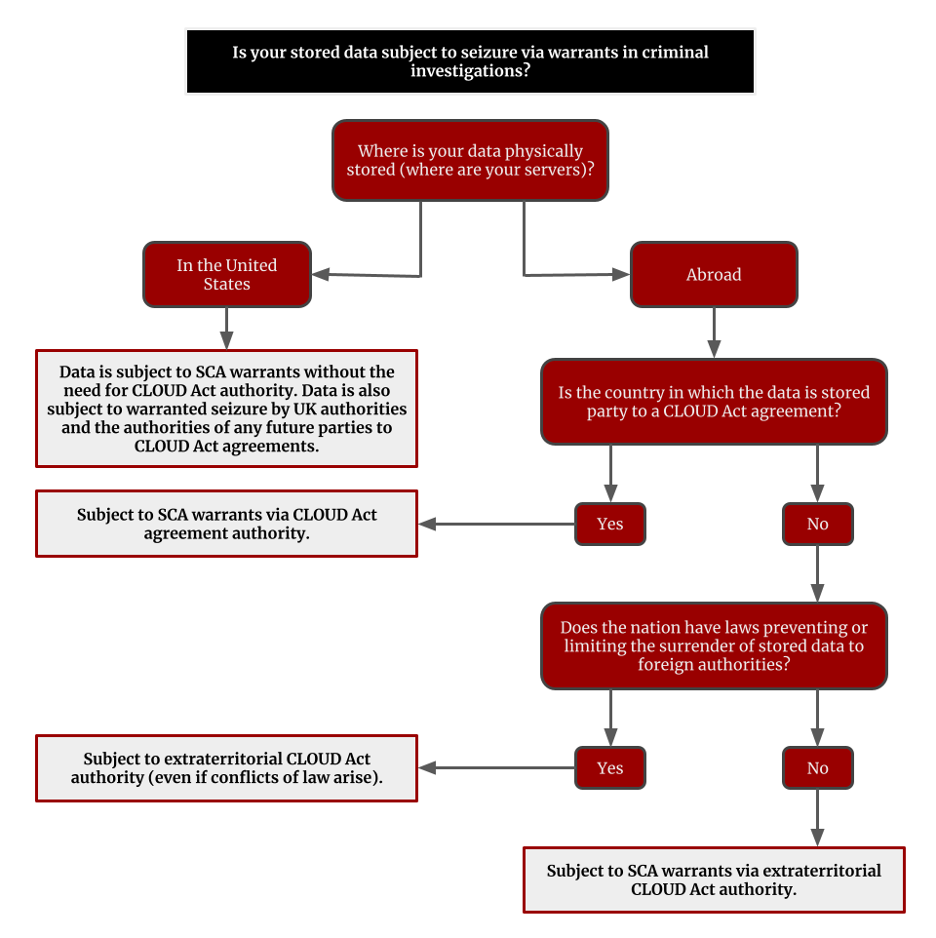 Is your stored data subject to seizure via warrants in criminal
investigations?
Where is your data physically
stored (where are your servers)?
In the United
States
Abroad
Data is subject to SCA warrants without the
need for CLOUD Act authority. Data is also
subject to warranted seizure by UK authorities
and the authorities of any future parties to
CLOUD Act agreements.
Is the country in which the data is stored
party to a CLOUD Act agreement?
Subject to SCA warrants via CLOUD Act
agreement authority.
Yes
No
Does the nation have laws preventing or
limiting the surrender of stored data to
foreign authorities?
Subject to extraterritorial CLOUD Act
authority (even if conflicts of law arise).
Yes
No
Subject to SCA warrants via extraterritorial
CLOUD Act authority.